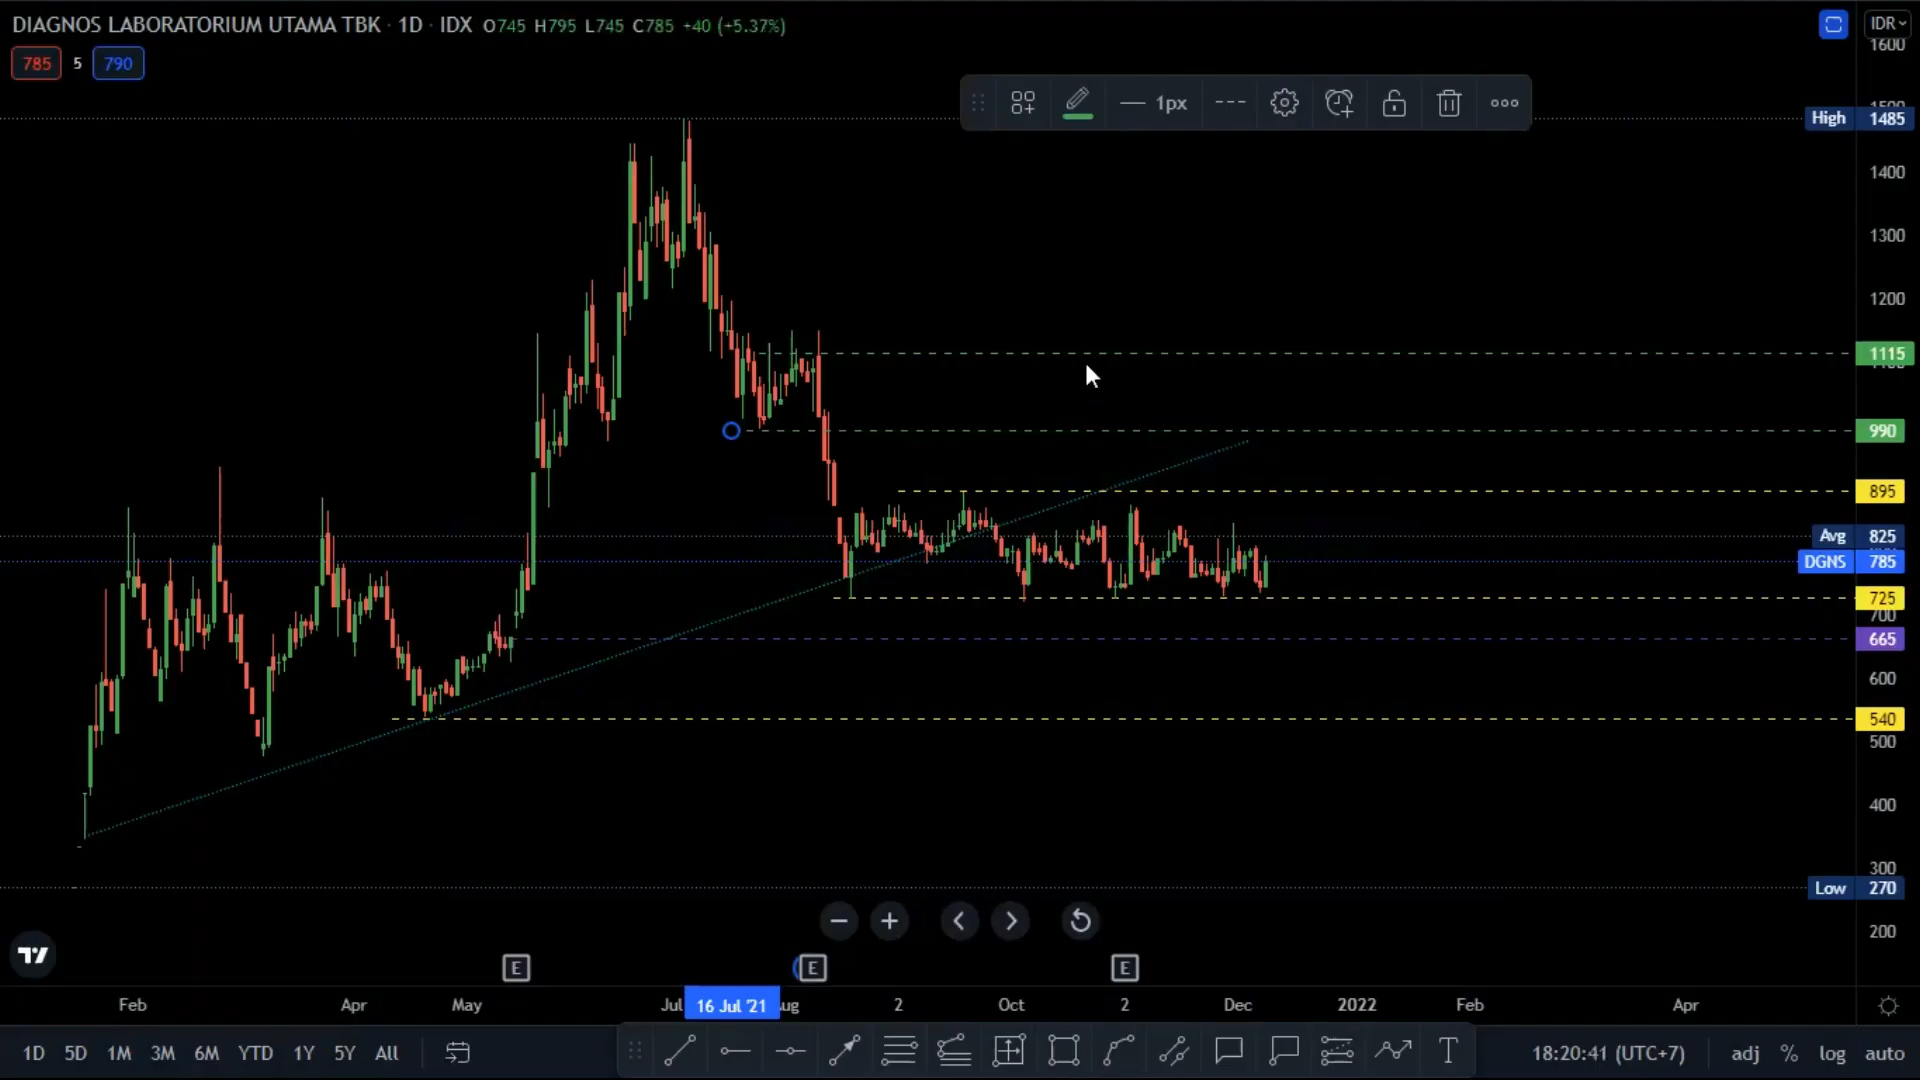 DIAGNOS LABORATORIUM UTAMA TBK · 1D · IDX O745 H795 L745 C785 +40 (+5.37%)
785 5 790
1px
IDR
1600
High 1485
1400
1300
1200
1115
990
895
Avg 825
DGNS 785
725
700
665
600
540
500
400
300
Low 270
200
E E E
Feb Apr May Jul 16 Jul '21 ug 2 Oct 2 Dec 2022 Feb Apr
1D 5D 1M 3M 6M YTD 1Y 5Y All T 18:20:41 (UTC+7) adj % log auto